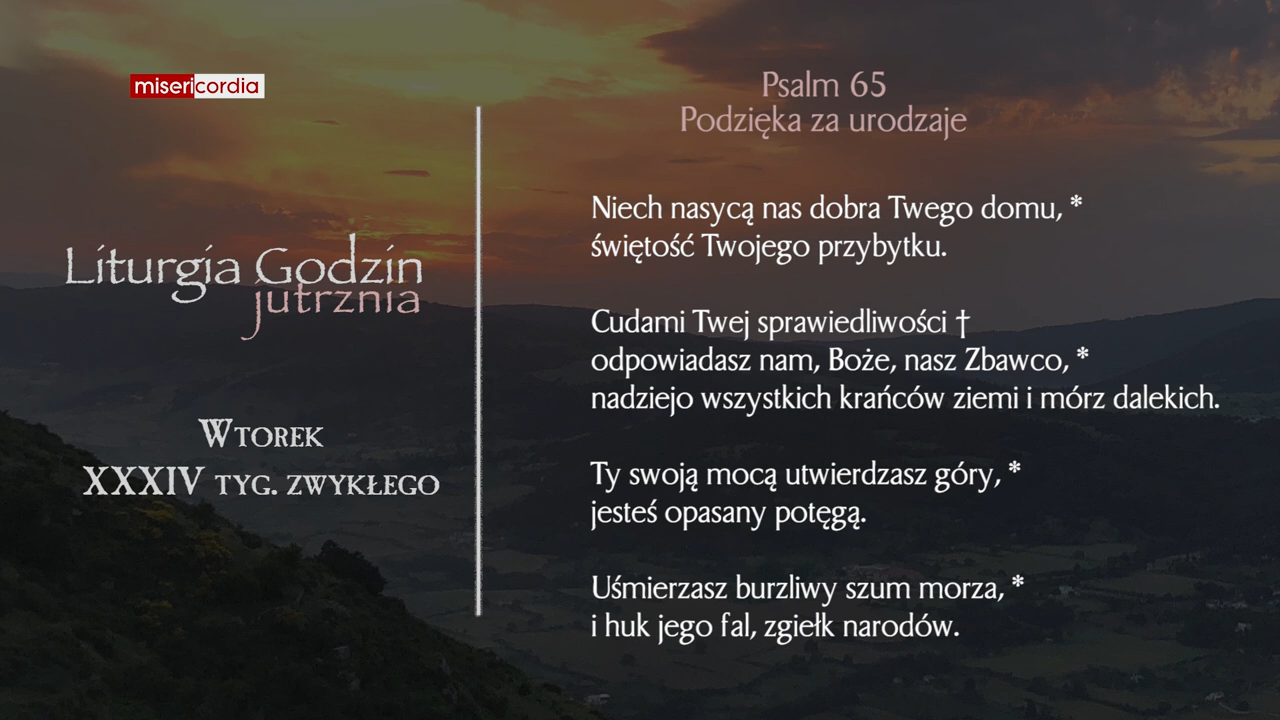 misericordia
Liturgia Godzin
jutrznia
Wtorek
XXXIV tyg. zwykłego
Psalm 65
Podzięka za urodzaje
Niech nasycą nas dobra Twego domu, *
świętość Twojego przybytku.
Cudami Twej sprawiedliwości †
odpowiadasz nam, Boże, nasz Zbawco, *
nadziejo wszystkich krańców ziemi i mórz dalekich.
Ty swoją mocą utwierdzasz góry, *
jesteś opasany potęgą.
Uśmierzasz burzliwy szum morza, *
i huk jego fal, zgiełk narodów.